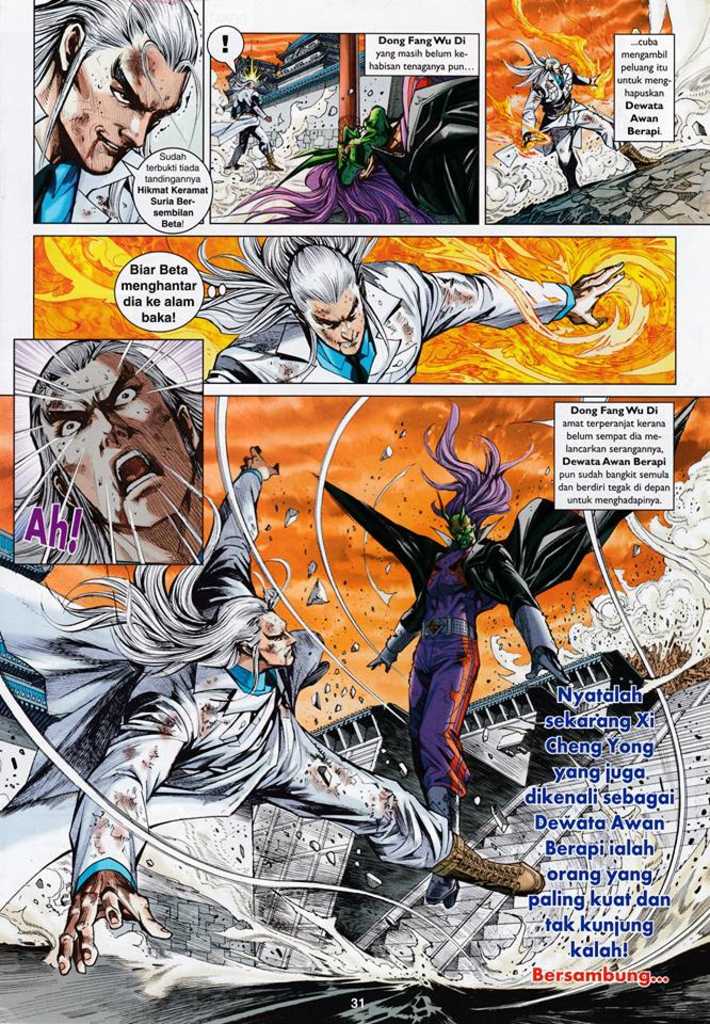 Sudah
terbukti tiada
tandingannya
Hikmat Keramat
Suria Ber-
sembilan
Beta!
!
Dong Fang Wu Di
yang masih belum ke-
habisan tenaganya pun...
...cuba
mengambil
peluang itu
untuk meng-
hapuskan
Dewata
Awan
Berapi.
Biar Beta
menghantar
dia ke alam
baka!
Ah!
Dong Fang Wu Di
amat terperanjat kerana
belum sempat dia me-
lancarkan serangannya,
Dewata Awan Berapi
pun sudah bangkit semula
dan berdiri tegak di depan
untuk menghadapinya.
Nyatalah
sekarang Xi
Cheng Yong
yang juga
dikenali sebagai
Dewata Awan
Berapi ialah
orang yang
paling kuat dan
tak kunjung
kalah!
Bersambung...
31